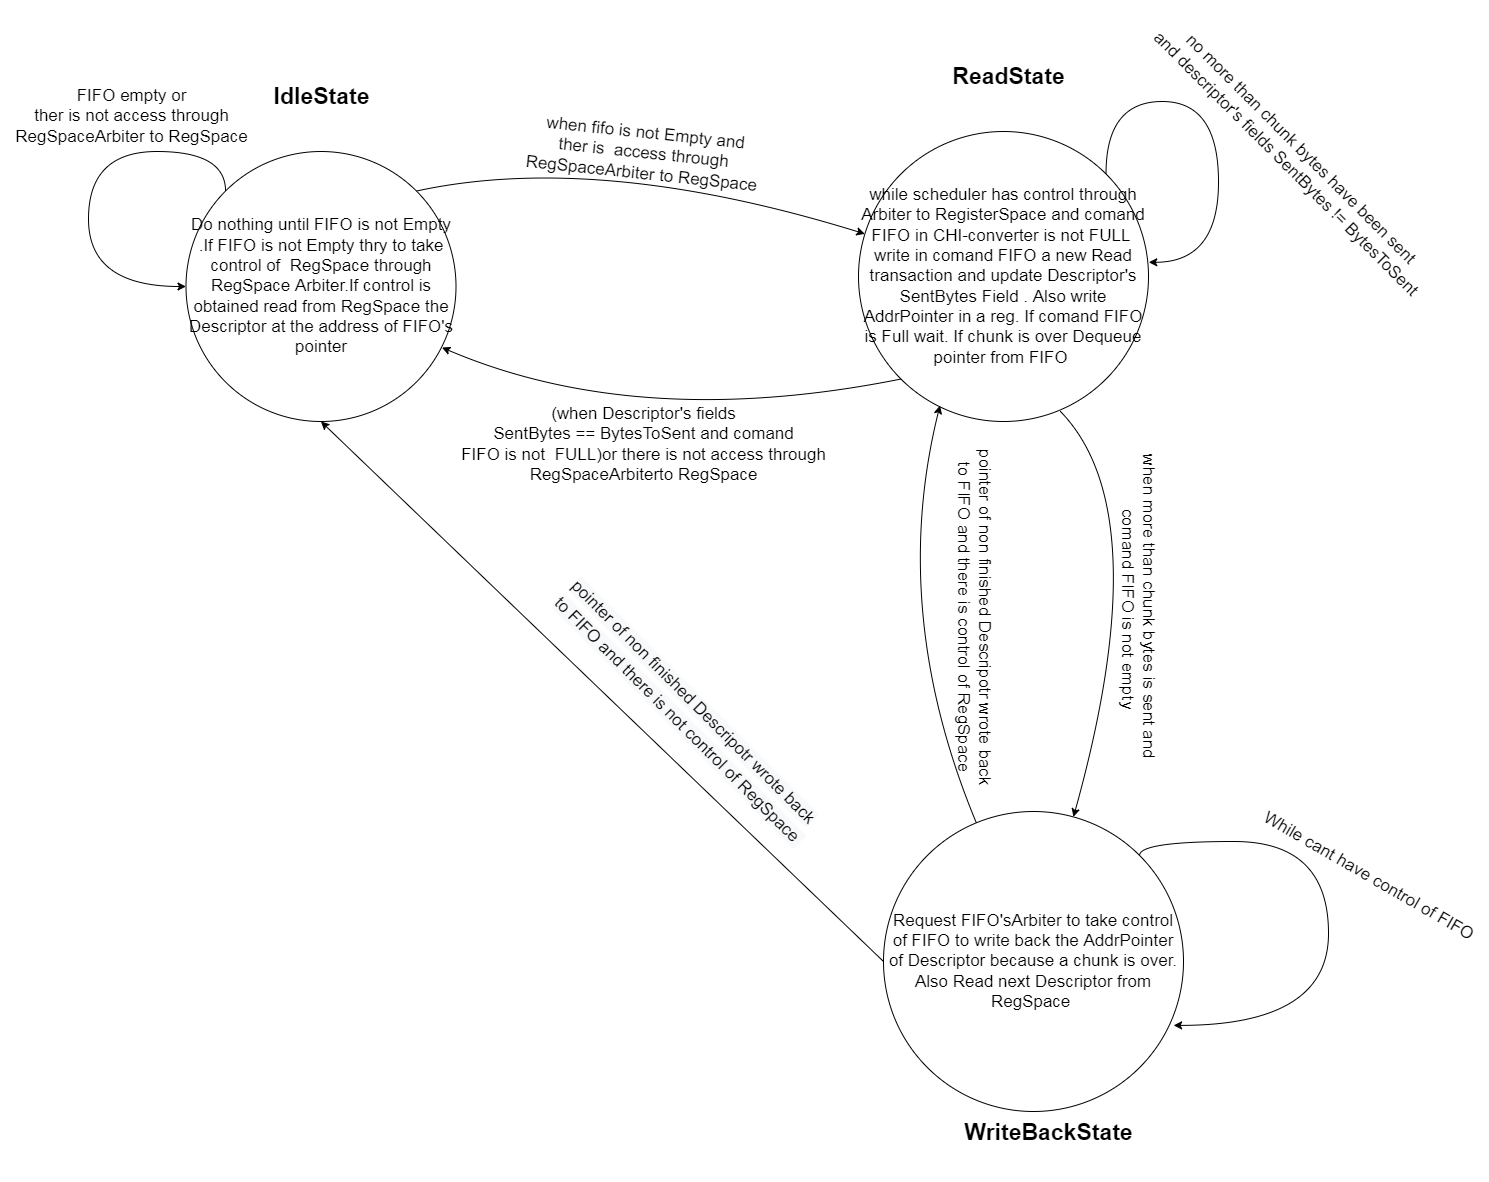 IdleState
FIFO empty or
ther is not access through
RegSpaceArbiter to RegSpace
Do nothing until FIFO is not Empty
.If FIFO is not Empty thry to take
control of  RegSpace through
RegSpace Arbiter.If control is
obtained read from RegSpace the
Descriptor at the address of FIFO's
pointer
when fifo is not Empty and
ther is  access through
RegSpaceArbiter to RegSpace
ReadState
no more than chunk bytes have been sent
and descriptor's fields SentBytes != BytesToSent
while scheduler has control through
Arbiter to RegisterSpace and comand
FIFO in CHI-converter is not FULL
write in comand FIFO a new Read
transaction and update Descriptor's
SentBytes Field . Also write
AddrPointer in a reg. If comand FIFO
is Full wait. If chunk is over Dequeue
pointer from FIFO
(when Descriptor's fields
SentBytes == BytesToSent and comand
FIFO is not  FULL)or there is not access through
RegSpaceArbiterto RegSpace
pointer of non finished Descripotr wrote back
to FIFO and there is control of RegSpace
when more than chunk bytes is sent and
comand FIFO is not empty
pointer of non finished Descripotr wrote back
to FIFO and there is not control of RegSpace
While cant have control of FIFO
Request FIFO'sArbiter to take control
of FIFO to write back the AddrPointer
of Descriptor because a chunk is over.
Also Read next Descriptor from
RegSpace
WriteBackState